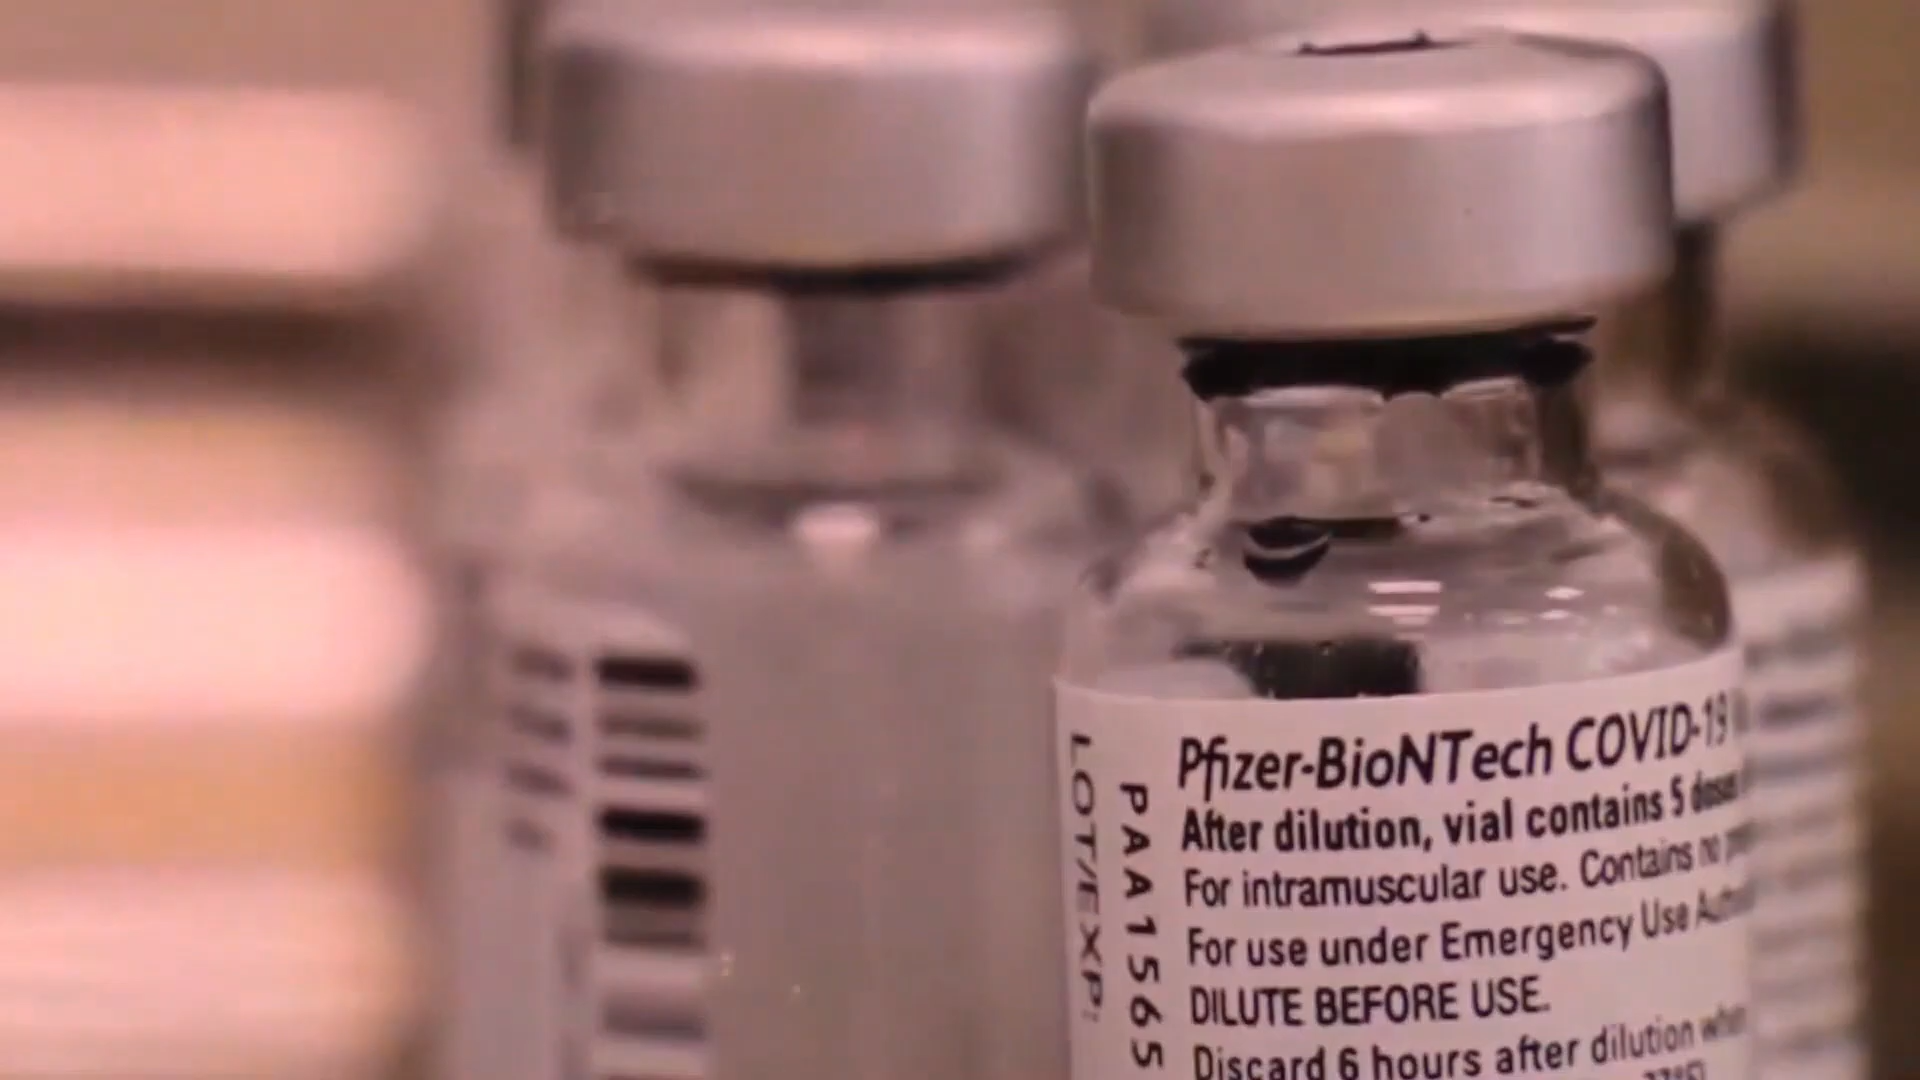 Pfizer-BioNTech COVID-19
After dilution, vial contains 5
For intramuscular use. Contains no
For use under Emergency Use
DILUTE BEFORE USE.
Discard 6 hours after dilution
PAA1565
LOT/EXP: